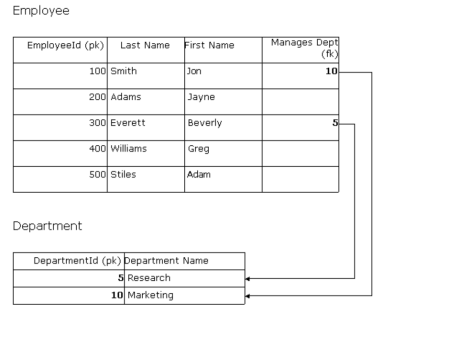 Employee
EmployeeId (pk) Last Name First Name Manages Dept
(fk)
100 Smith Jon 10
200 Adams Jayne
300 Everett Beverly 5
400 Williams Greg
500 Stiles Adam
Department
DepartmentId (pk) Department Name
5 Research
10 Marketing